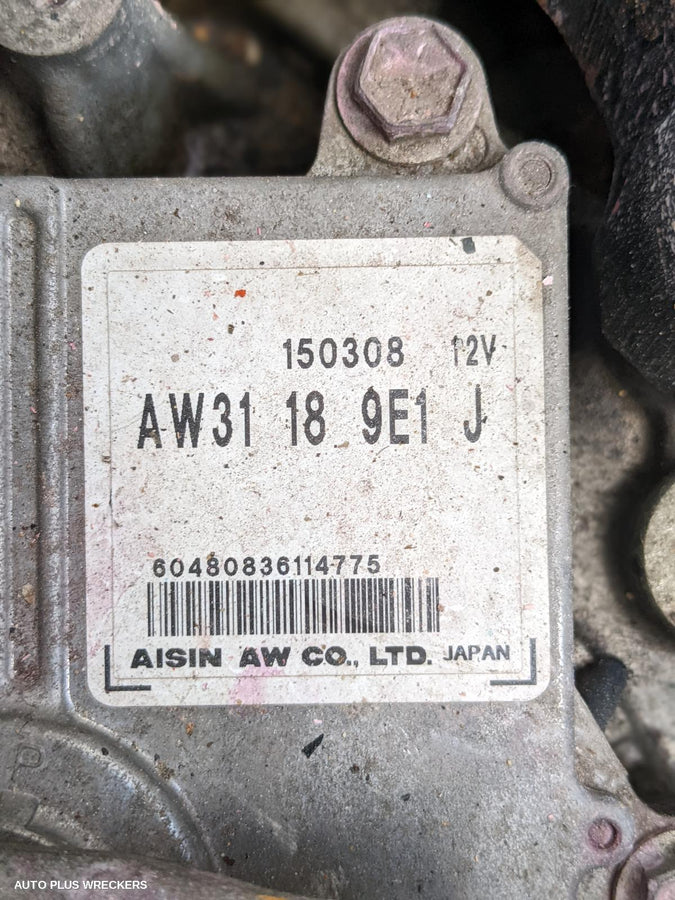 150308 12V
AW31 18 9E1 J
60480836114775
AISIN AW CO., LTD. JAPAN
AUTO PLUS WRECKERS